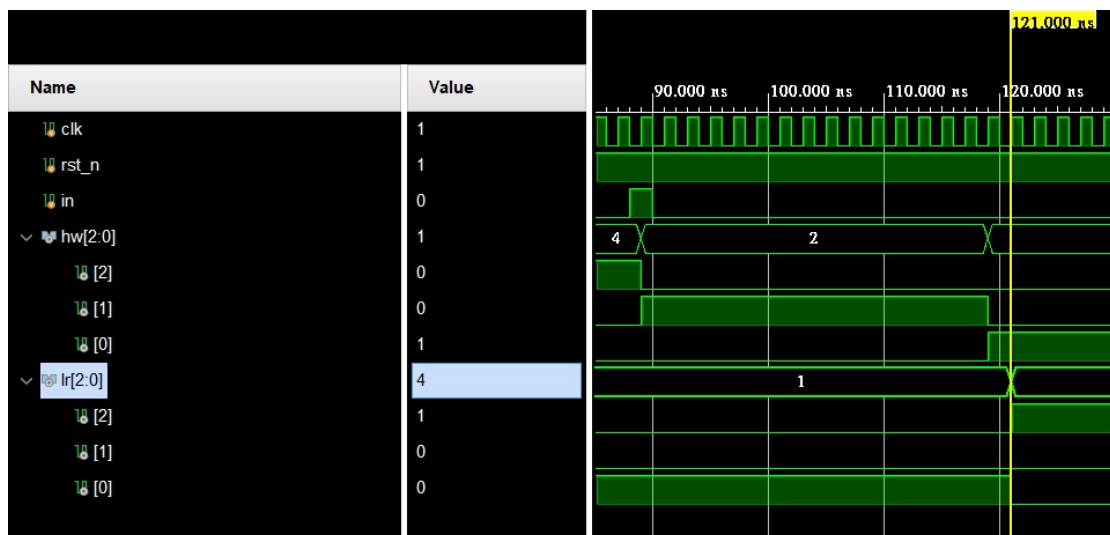 121.000 ns
Name Value
90.000 ns 100.000 ns 110.000 ns 120.000 ns
clk 1
rst_n 1
in 0
hw[2:0] 1 4 2
[2] 0
[1] 0
[0] 1
lr[2:0] 4 1
[2] 1
[1] 0
[0] 0